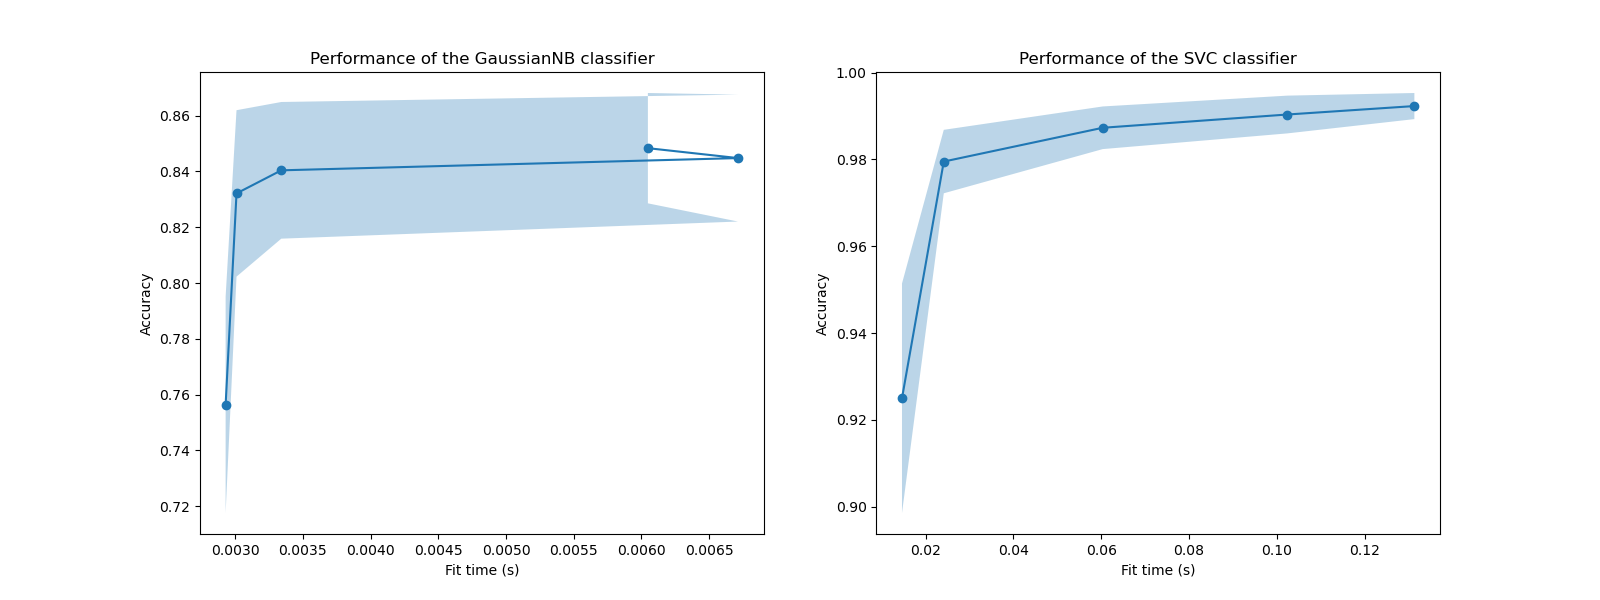 Performance of the GaussianNB classifier
0.86
0.84
0.82
0.80
0.78
0.76
0.74
0.72
Accuracy
0.0030 0.0035 0.0040 0.0045 0.0050 0.0055 0.0060 0.0065
Fit time (s)
Performance of the SVC classifier
1.00
0.98
0.96
0.94
0.92
0.90
Accuracy
0.02 0.04 0.06 0.08 0.10 0.12
Fit time (s)